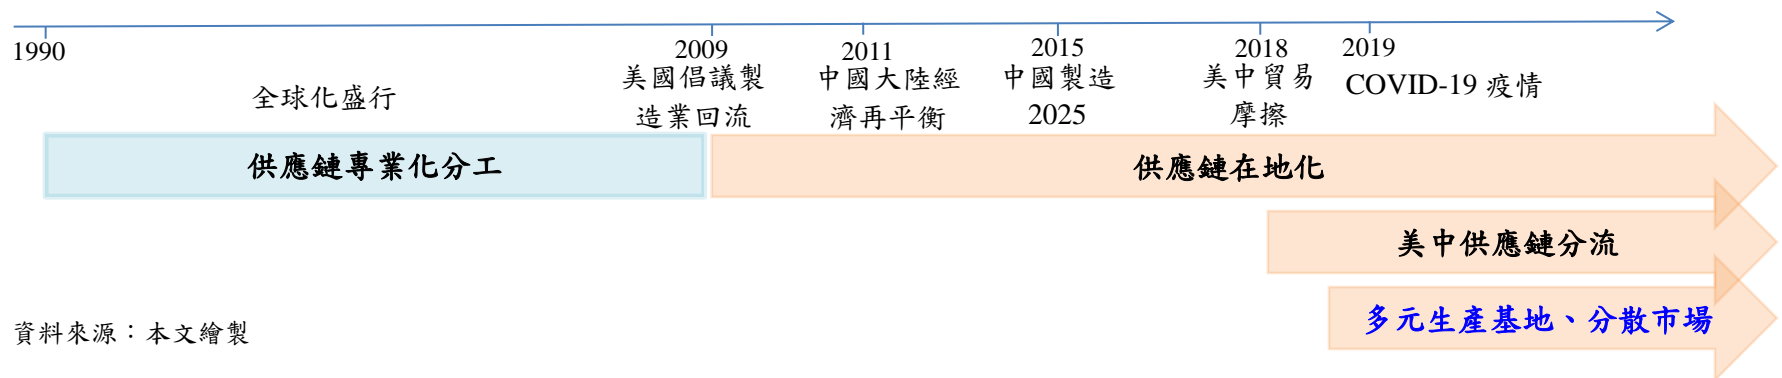 1990
2009
2011
2015
2018
2019
全球化盛行
美國倡議製
造業回流
中國大陸經
濟再平衡
中國製造
2025
美中貿易
摩擦
COVID-19 疫情
供應鏈專業化分工
供應鏈在地化
美中供應鏈分流
多元生產基地、分散市場
資料來源：本文繪製